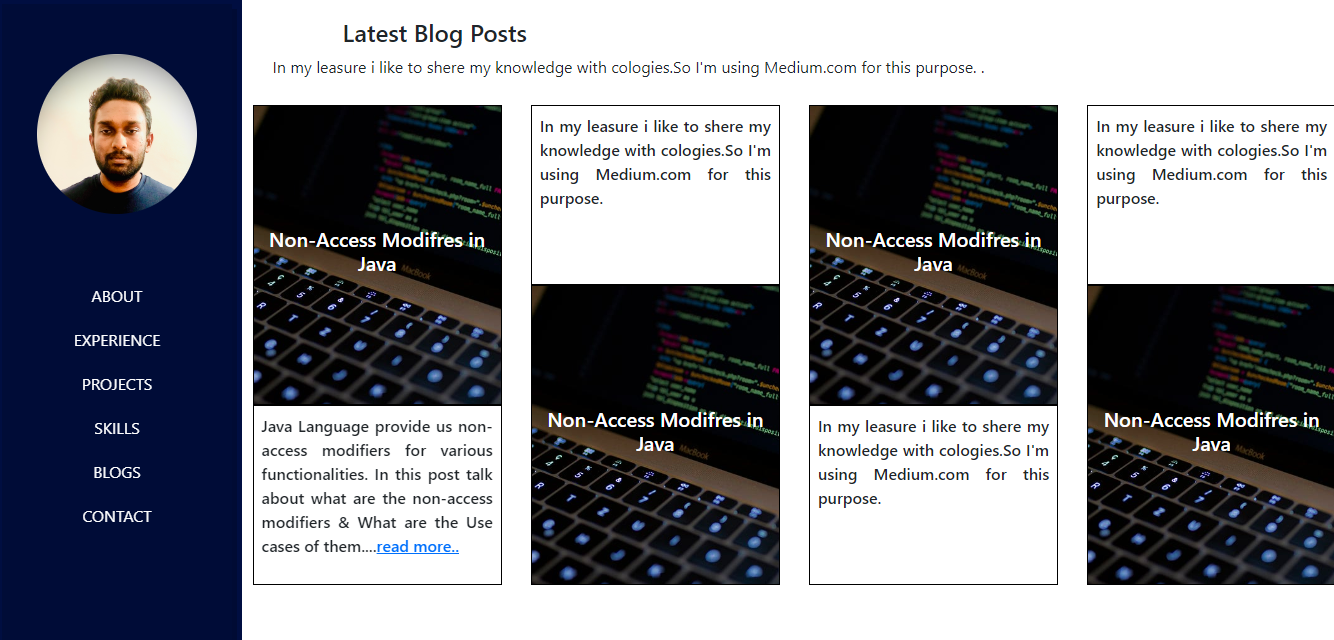 Latest Blog Posts
In my leasure i like to shere my knowledge with cologies.So I'm using Medium.com for this purpose. .
ABOUT
EXPERIENCE
PROJECTS
SKILLS
BLOGS
CONTACT
Non-Access Modifres in
Java
MacBook
Java Language provide us non-
access modifiers for various
functionalities. In this post talk
about what are the non-access
modifiers & What are the Use
cases of them....read more..
In my leasure i like to shere my
knowledge with cologies.So I'm
using Medium.com for this
purpose.
Non-Access Modifres in
Java
MacBook
Non-Access Modifres in
Java
MacBook
In my leasure i like to shere my
knowledge with cologies.So I'm
using Medium.com for this
purpose.
In my leasure i like to shere my
knowledge with cologies.So I'm
using Medium.com for this
purpose.
Non-Access Modifres in
Java
MacBook